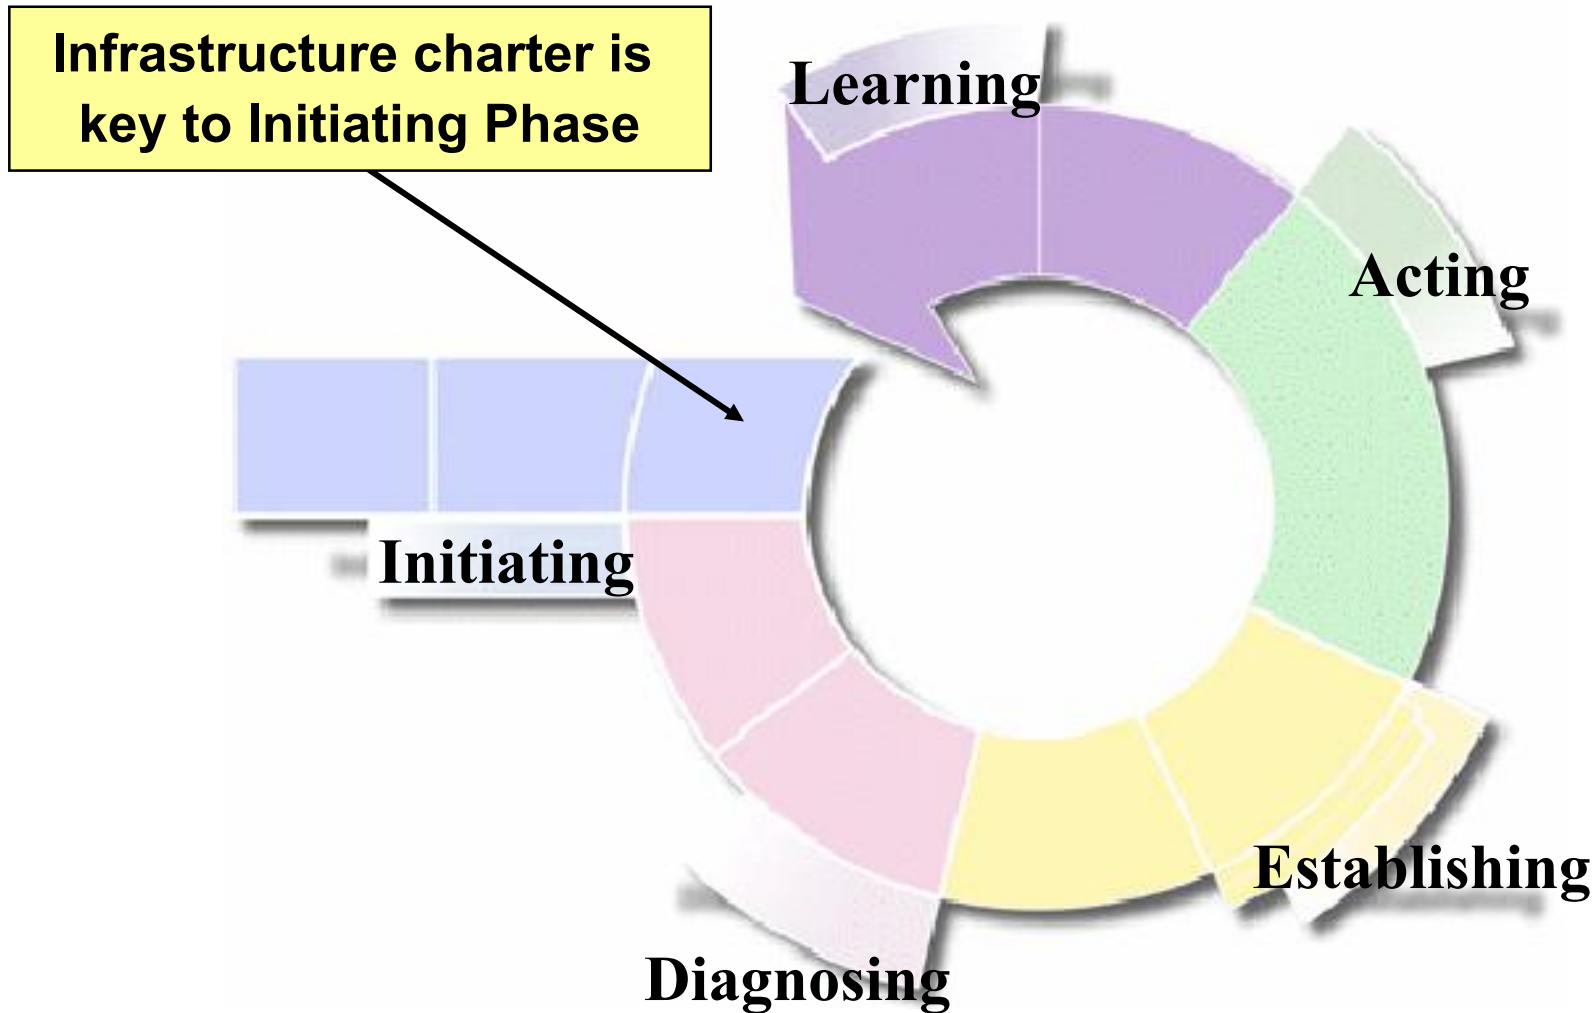 Infrastructure charter is
key to Initiating Phase
Learning
Acting
Initiating
Establishing
Diagnosing